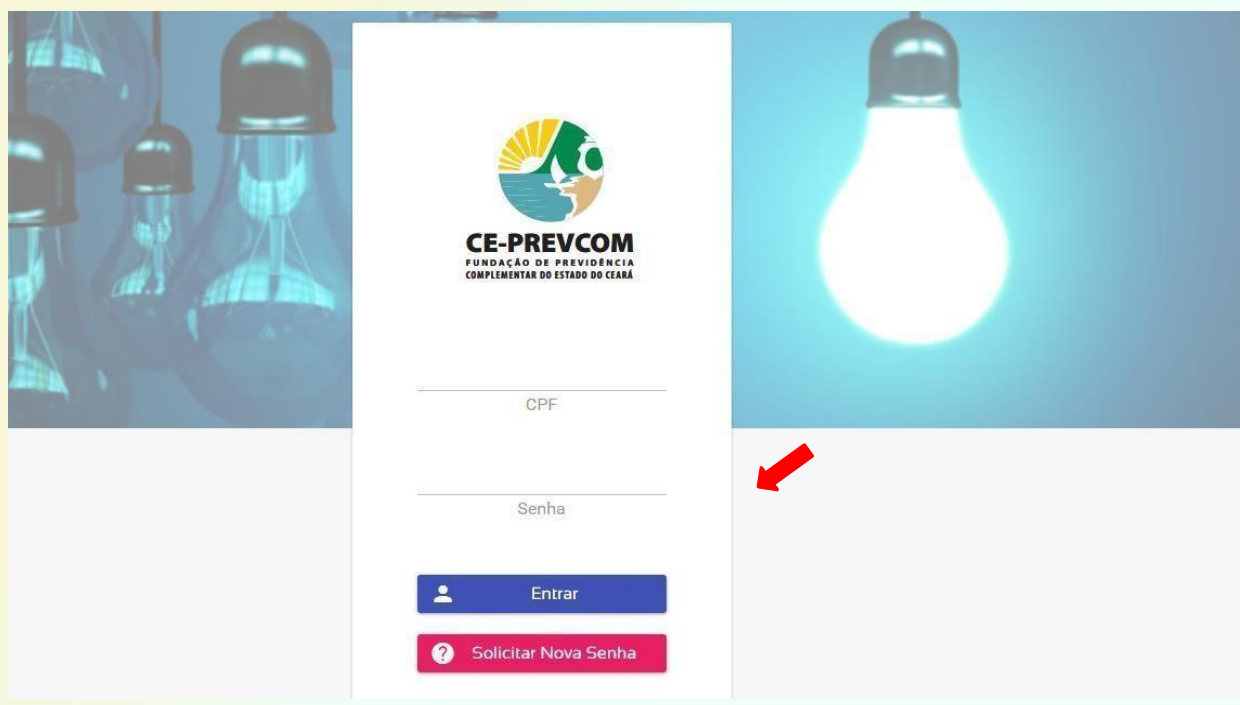 CE-PREVCOM
FUNDAÇÃO DE PREVIDÊNCIA
COMPLEMENTAR DO ESTADO DO CEARÁ
CPF
Senha
Entrar
Solicitar Nova Senha